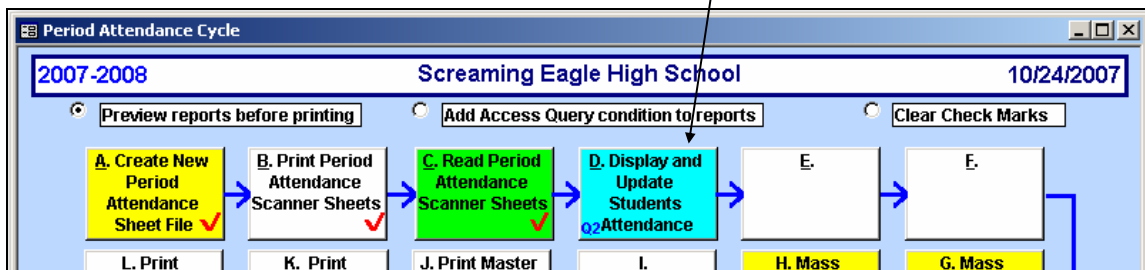 Period Attendance Cycle
2007-2008 Screaming Eagle High School 10/24/2007
Preview reports before printing Add Access Query condition to reports Clear Check Marks
A. Create New
Period
Attendance
Sheet File
B. Print Period
Attendance
Scanner Sheets
C. Read Period
Attendance
Scanner Sheets
D. Display and
Update
Students
Q2 Attendance
E.
F.
L. Print
K. Print
J. Print Master
I.
H. Mass
G. Mass